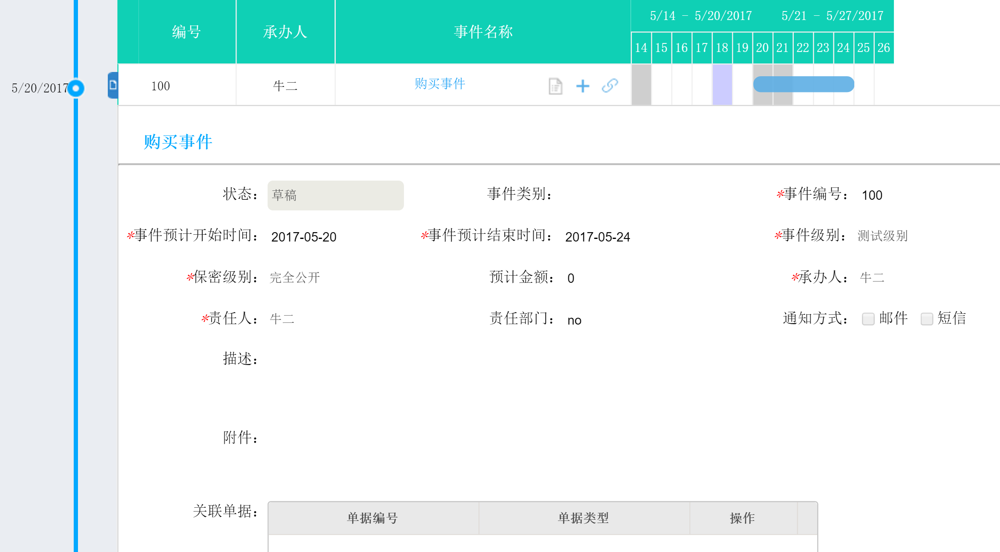 编号 承办人 事件名称 5/14 - 5/20/2017 5/21 - 5/27/2017
14 15 16 17 18 19 20 21 22 23 24 25 26
5/20/2017 100 牛二 购买事件
购买事件
状态： 草稿 事件类别： *事件编号： 100
*事件预计开始时间： 2017-05-20 *事件预计结束时间： 2017-05-24 *事件级别： 测试级别
*保密级别： 完全公开 预计金额： 0 *承办人： 牛二
*责任人： 牛二 责任部门： no 通知方式： 邮件 短信
描述：
附件：
关联单据： 单据编号 单据类型 操作